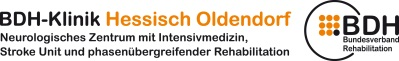 BDH-Klinik Hessisch Oldendorf
Neurologisches Zentrum mit Intensivmedizin,
Stroke Unit und phasenübergreifender Rehabilitation
BDH
Bundesverband
Rehabilitation